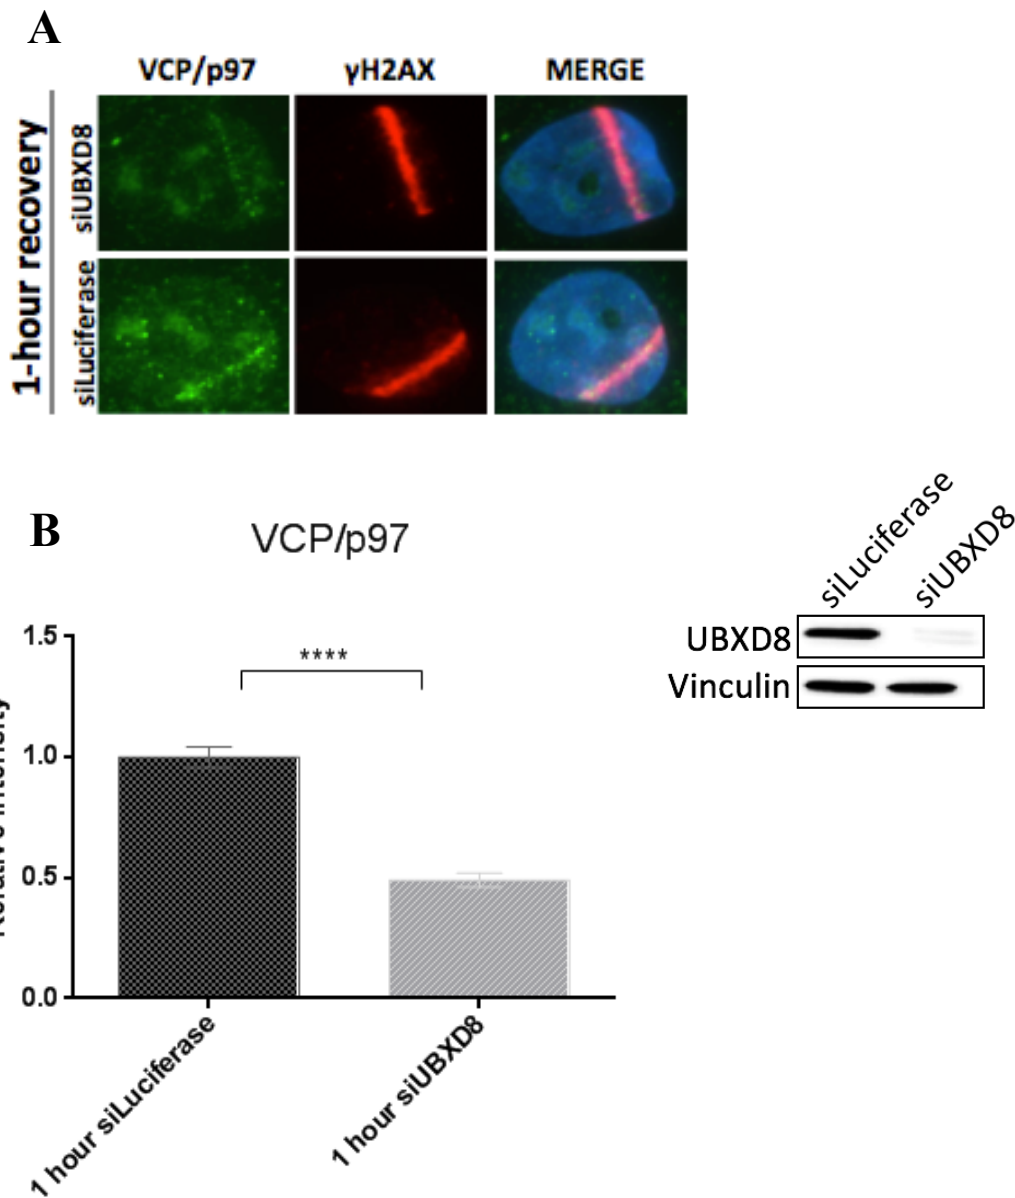 A
VCP/p97 γH2AX MERGE
1-hour recovery
siUBXD8
siLuciferase
B
VCP/p97
siLuciferase
siUBXD8
UBXD8
Vinculin
1.5
****
1.0
0.5
0.0
1 hour siLuciferase
1 hour siUBXD8